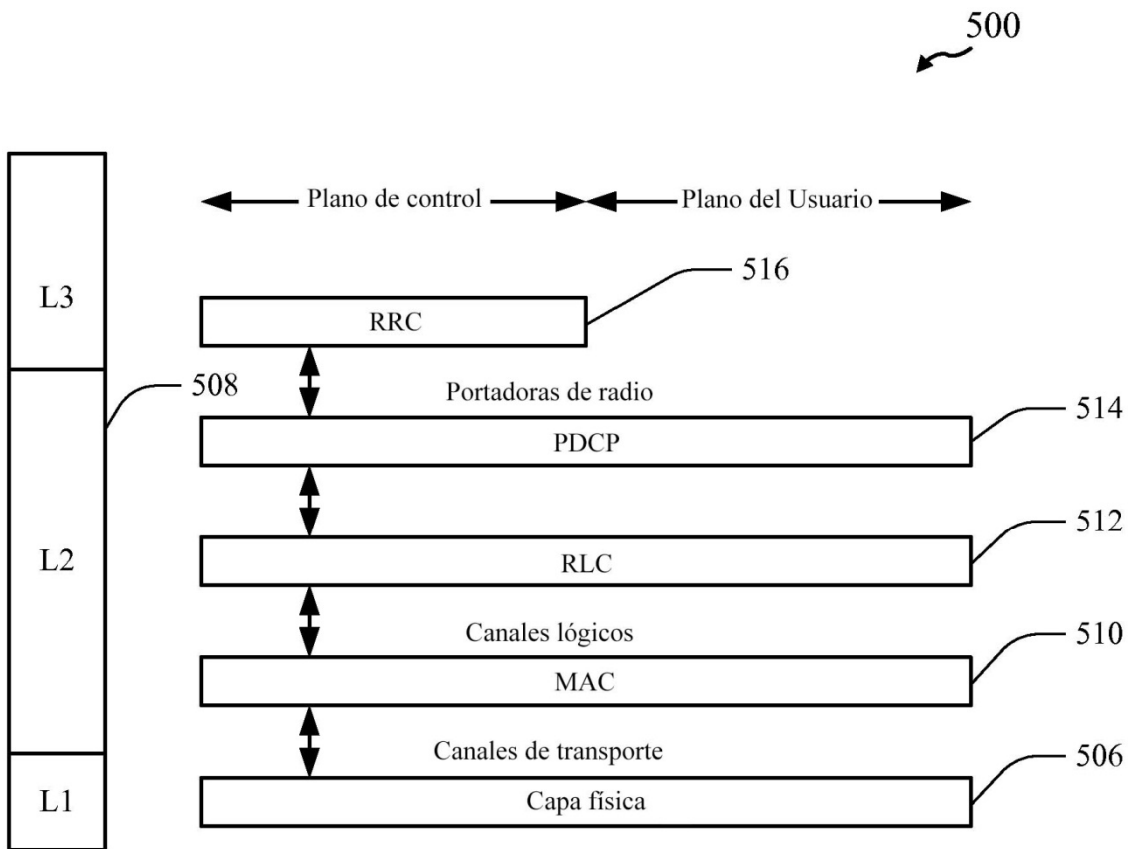 500
Plano de control
Plano del Usuario
L3
516
RRC
508
Portadoras de radio
514
PDCP
512
L2
RLC
Canales lógicos
510
MAC
Canales de transporte
506
L1
Capa física